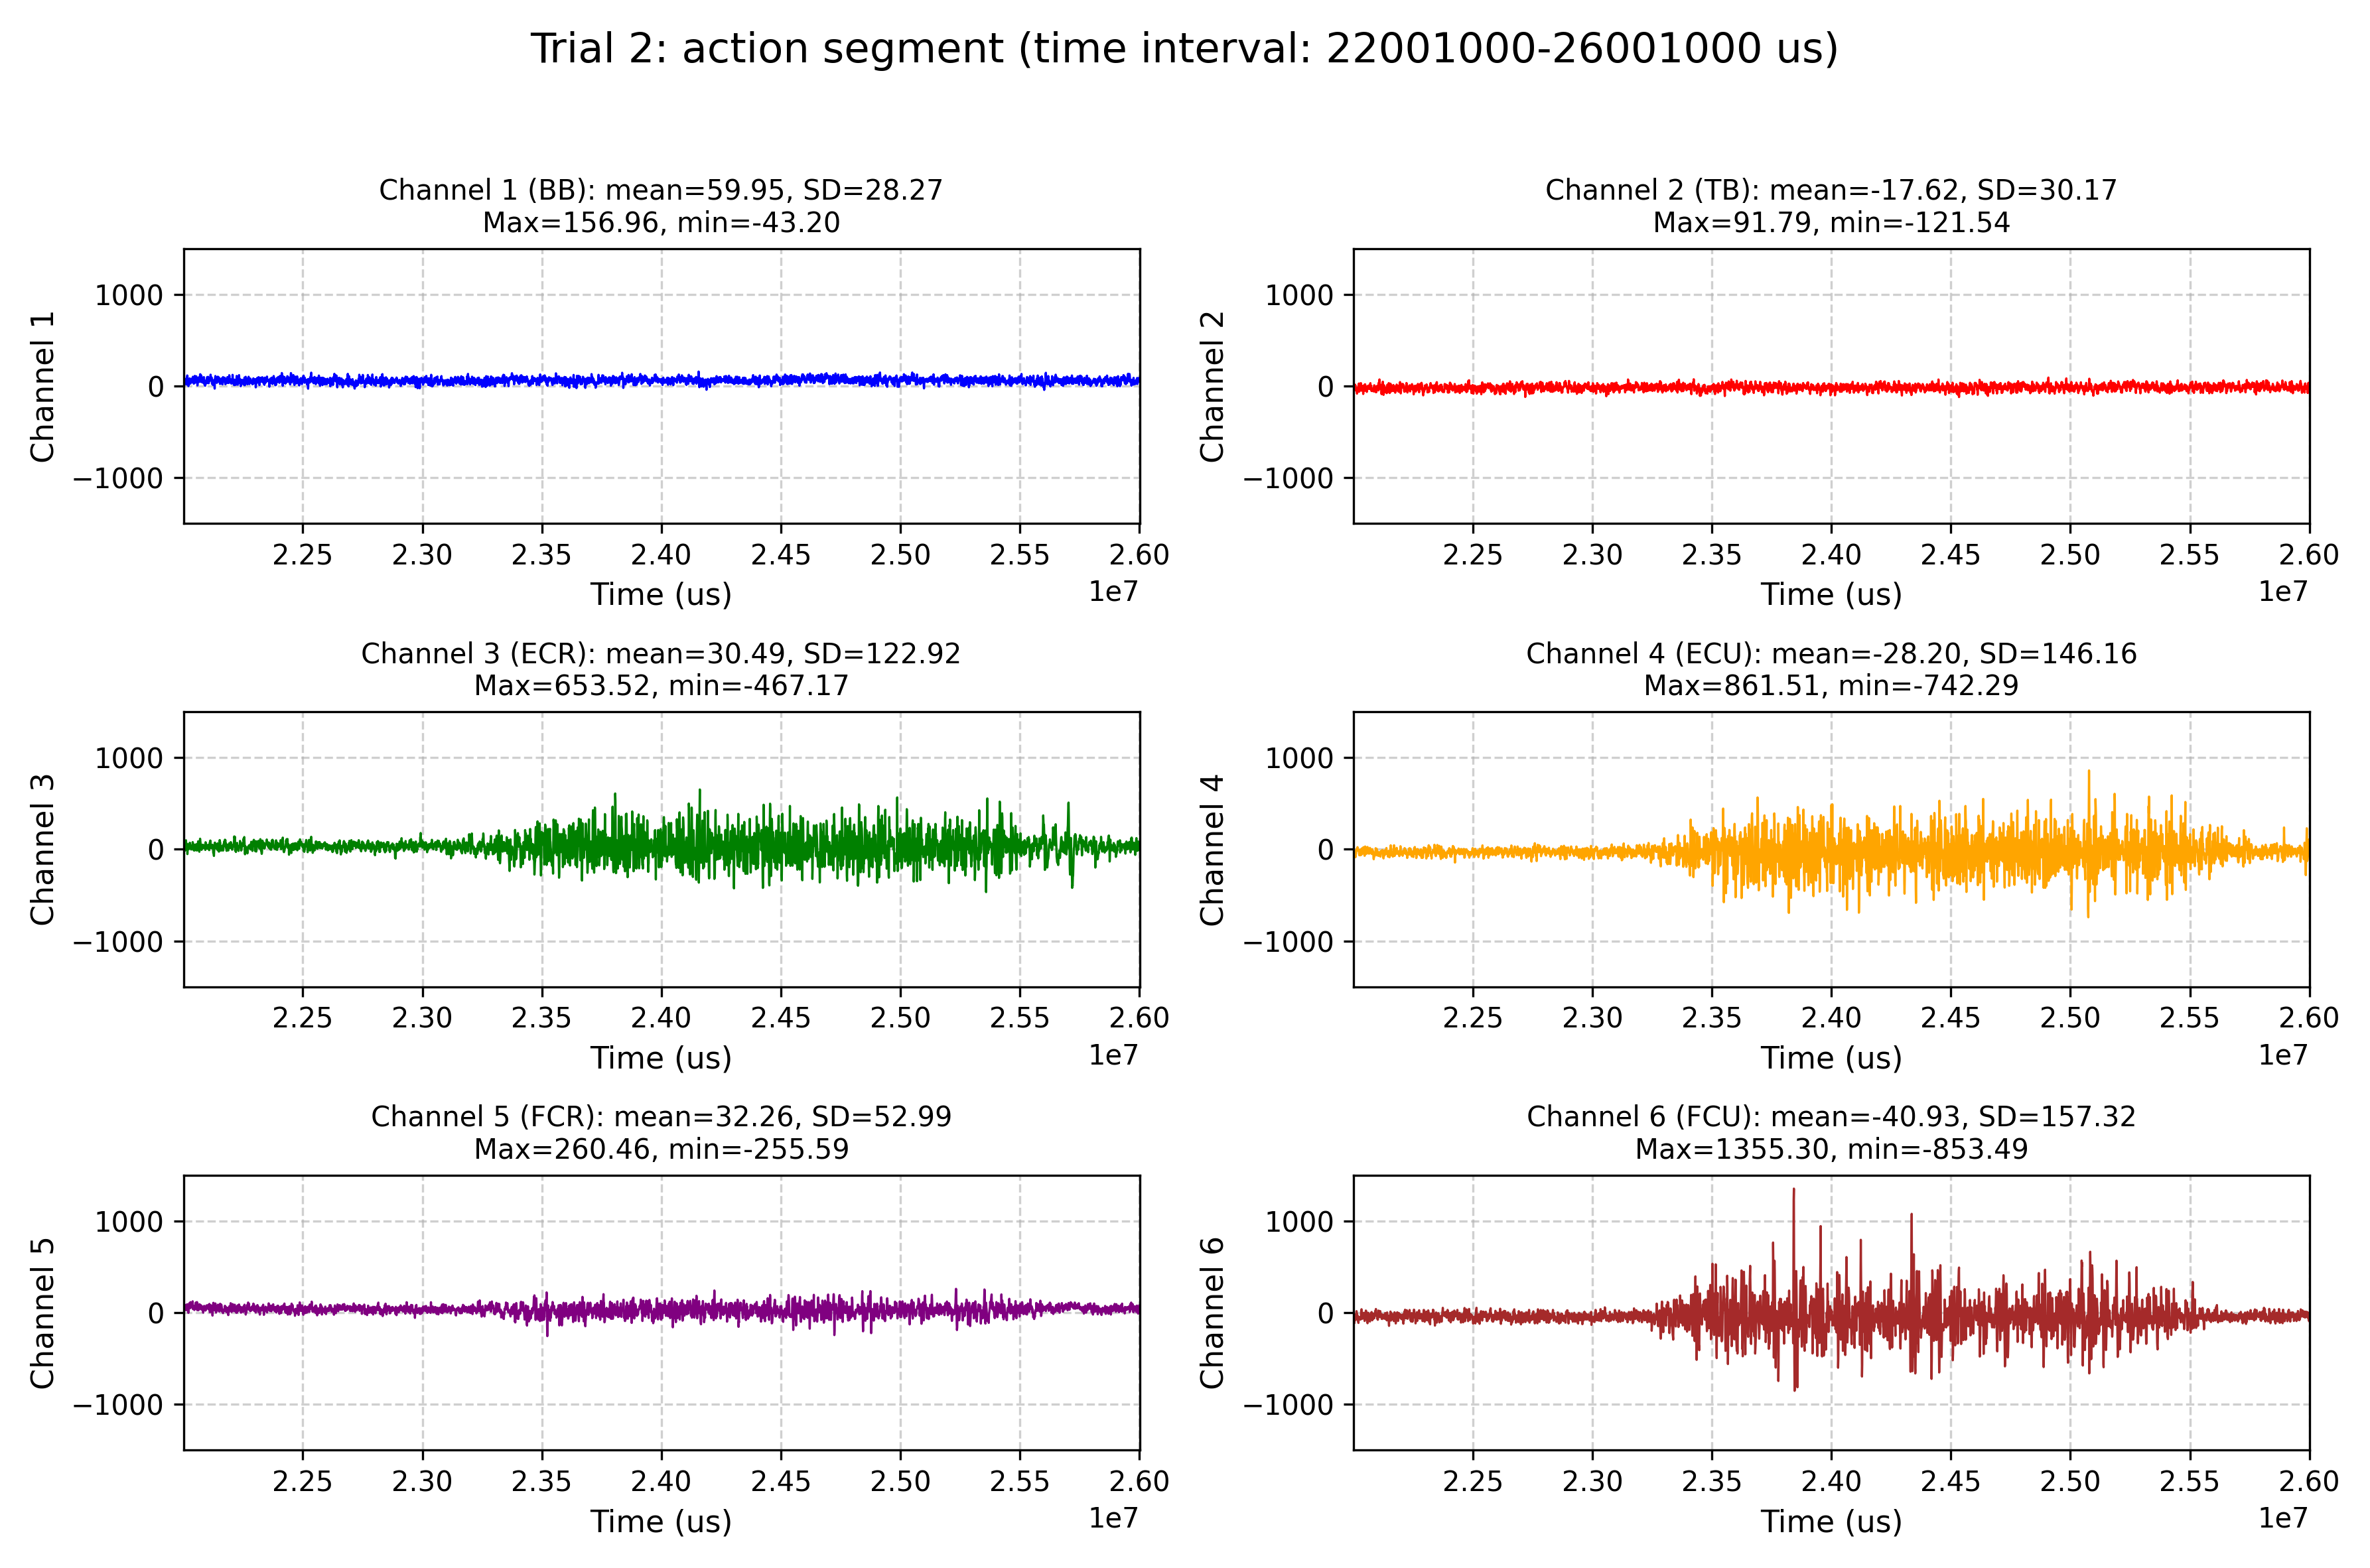 Trial 2: action segment (time interval: 22001000-26001000 us)
Channel 1 (BB): mean=59.95, SD=28.27
Max=156.96, min=-43.20
Channel 1
1000
0
−1000
2.25 2.30 2.35 2.40 2.45 2.50 2.55 2.60
Time (us)
1e7
Channel 2 (TB): mean=-17.62, SD=30.17
Max=91.79, min=-121.54
Channel 2
1000
0
−1000
2.25 2.30 2.35 2.40 2.45 2.50 2.55 2.60
Time (us)
1e7
Channel 3 (ECR): mean=30.49, SD=122.92
Max=653.52, min=-467.17
Channel 3
1000
0
−1000
2.25 2.30 2.35 2.40 2.45 2.50 2.55 2.60
Time (us)
1e7
Channel 4 (ECU): mean=-28.20, SD=146.16
Max=861.51, min=-742.29
Channel 4
1000
0
−1000
2.25 2.30 2.35 2.40 2.45 2.50 2.55 2.60
Time (us)
1e7
Channel 5 (FCR): mean=32.26, SD=52.99
Max=260.46, min=-255.59
Channel 5
1000
0
−1000
2.25 2.30 2.35 2.40 2.45 2.50 2.55 2.60
Time (us)
1e7
Channel 6 (FCU): mean=-40.93, SD=157.32
Max=1355.30, min=-853.49
Channel 6
1000
0
−1000
2.25 2.30 2.35 2.40 2.45 2.50 2.55 2.60
Time (us)
1e7